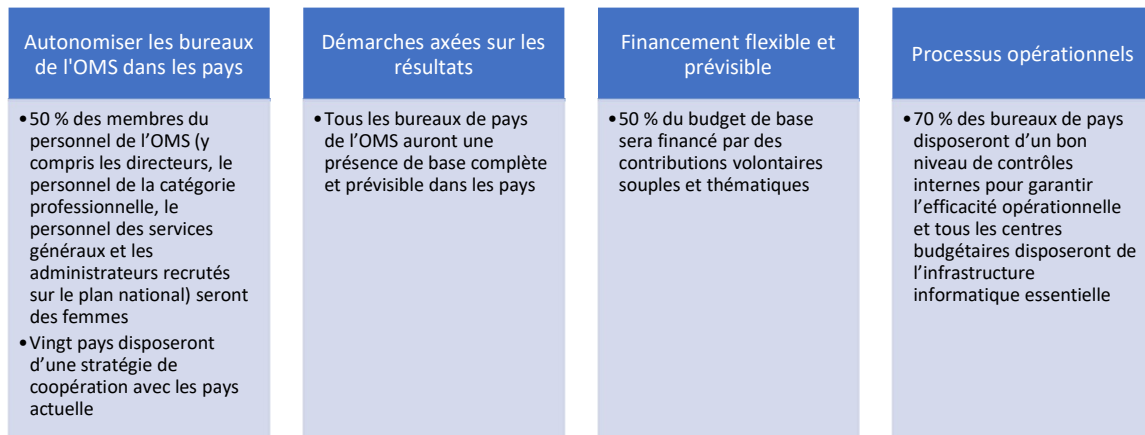 Autonomiser les bureaux
de l'OMS dans les pays
•50 % des membres du
personnel de l’OMS (y
compris les directeurs, le
personnel de la catégorie
professionnelle, le
personnel des services
généraux et les
administrateurs recrutés
sur le plan national) seront
des femmes
•Vingt pays disposeront
d’une stratégie de
coopération avec les pays
actuelle
Démarches axées sur les
résultats
•Tous les bureaux de pays
de l’OMS auront une
présence de base complète
et prévisible dans les pays
Financement flexible et
prévisible
•50 % du budget de base
sera financé par des
contributions volontaires
souples et thématiques
Processus opérationnels
•70 % des bureaux de pays
disposeront d’un bon
niveau de contrôles
internes pour garantir
l’efficacité opérationnelle
et tous les centres
budgétaires disposeront de
l’infrastructure
informatique essentielle